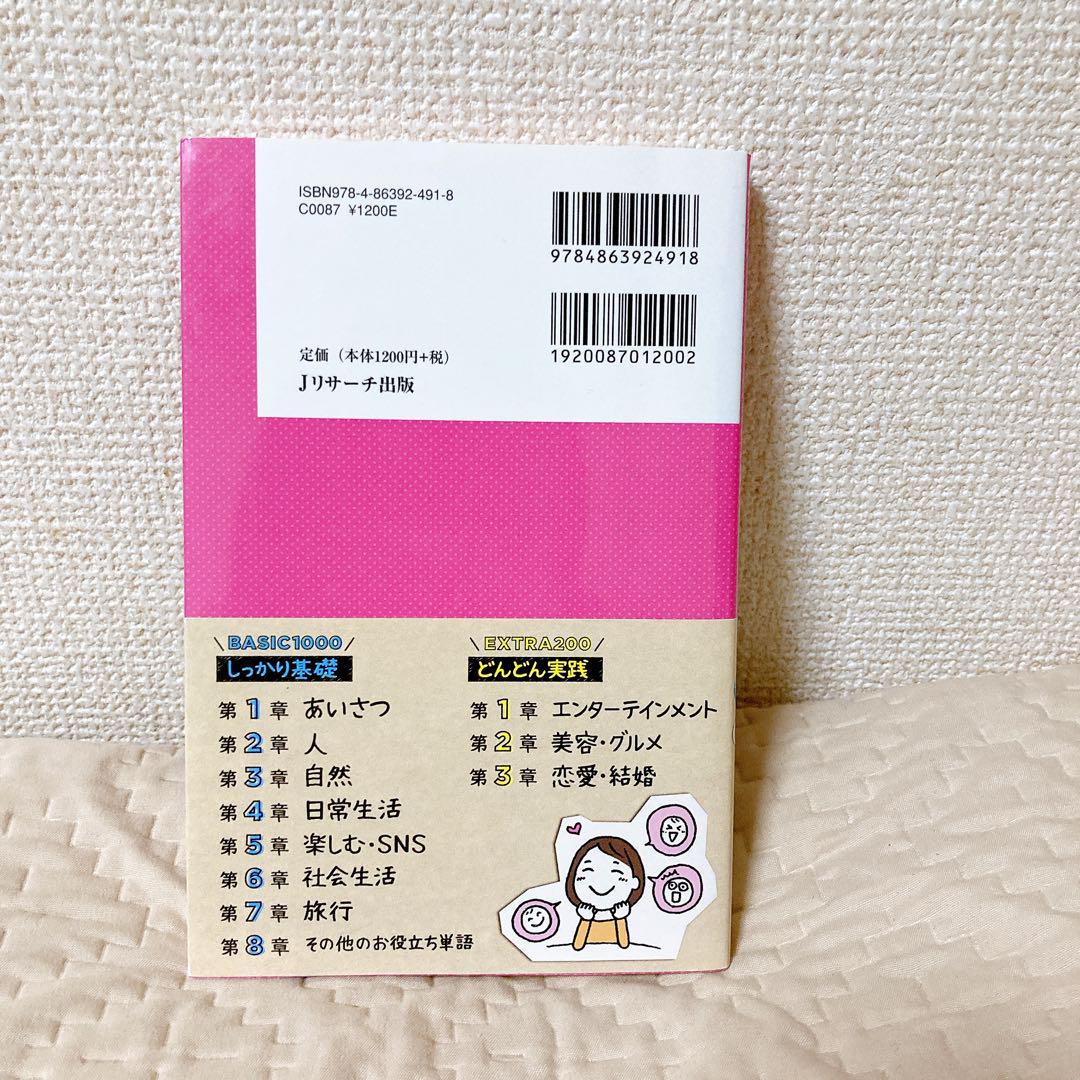 ISBN978-4-86392-491-8
C0087 ¥1200E
9784863924918
1920087012002
定価（本体1200円+税）
Jリサーチ出版
\ BASIC1000 /
しっかり基礎
第1章 あいさつ
第2章 人
第3章 自然
第4章 日常生活
第5章 楽しむ・SNS
第6章 社会生活
第7章 旅行
第8章 その他のお役立ち単語
\ EXTRA200 /
どんどん実践
第1章 エンターテインメント
第2章 美容・グルメ
第3章 恋愛・結婚